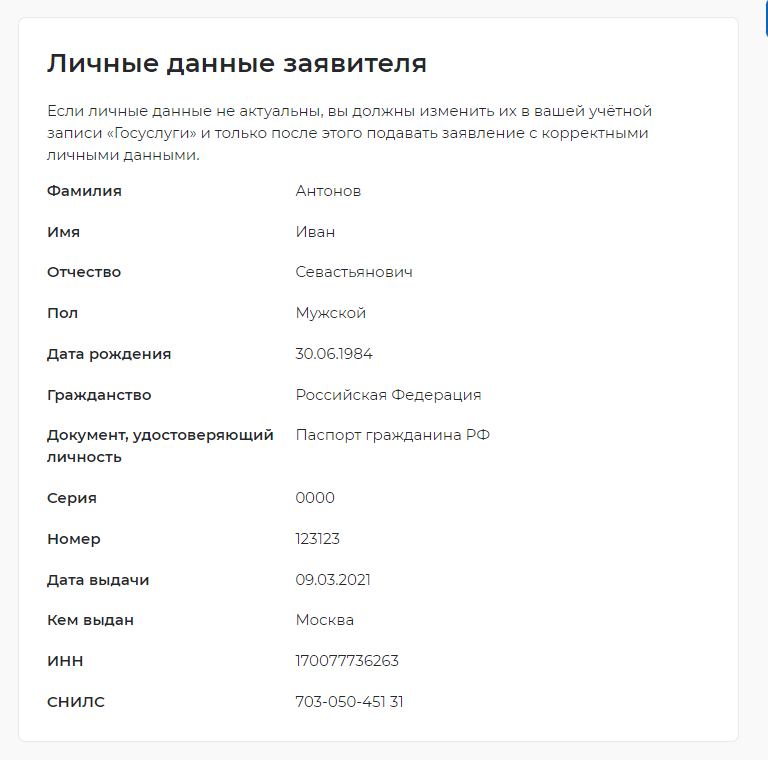 Личные данные заявителя
Если личные данные не актуальны, вы должны изменить их в вашей учётной
записи «Госуслуги» и только после этого подавать заявление с корректными
личными данными.
Фамилия Антонов
Имя Иван
Отчество Севастьянович
Пол Мужской
Дата рождения 30.06.1984
Гражданство Российская Федерация
Документ, удостоверяющий Паспорт гражданина РФ
личность
Серия 0000
Номер 123123
Дата выдачи 09.03.2021
Кем выдан Москва
ИНН 170077736263
СНИЛС 703-050-451 31